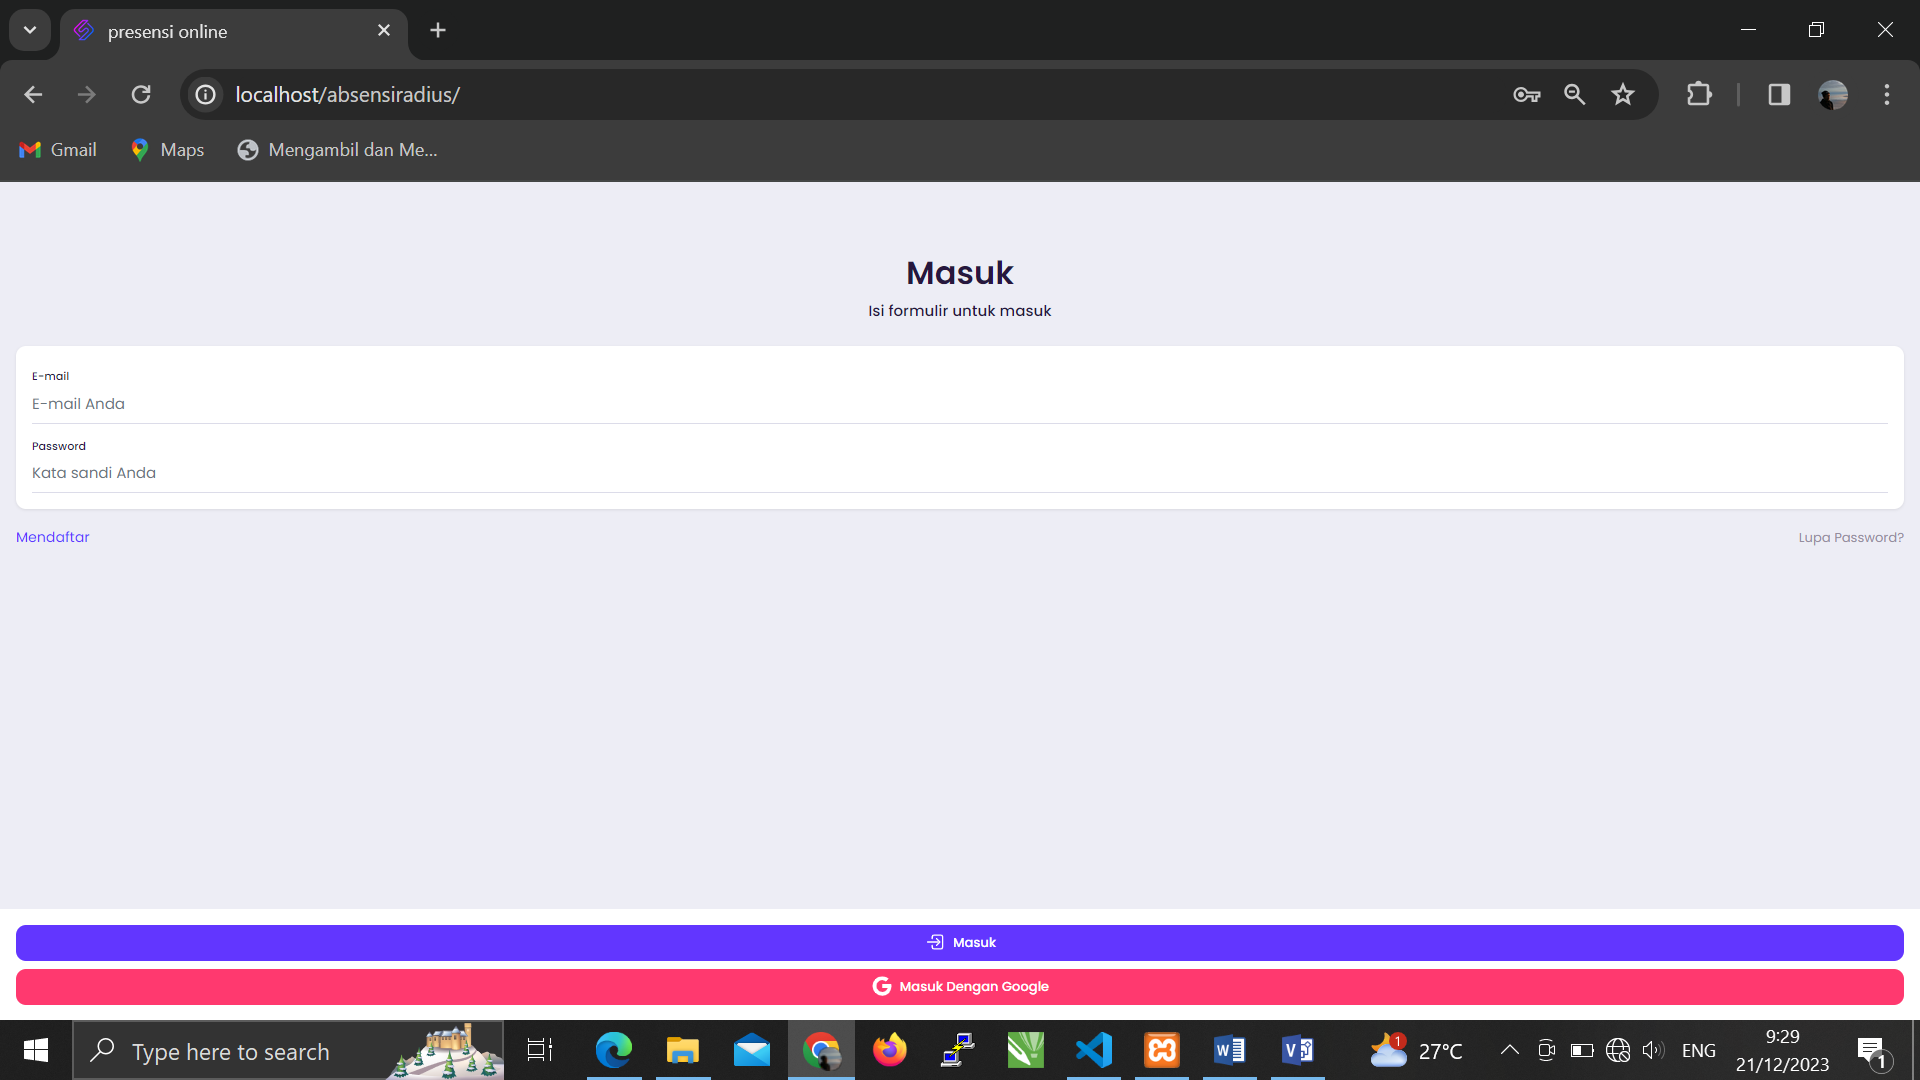 presensi online
localhost/absensiradius/
Gmail
Maps
Mengambil dan Me...
Masuk
Isi formulir untuk masuk
E-mail
E-mail Anda
Password
Kata sandi Anda
Mendaftar
Lupa Password?
Masuk
Masuk Dengan Google
Type here to search
1
27°C
ENG
9:29
21/12/2023
1